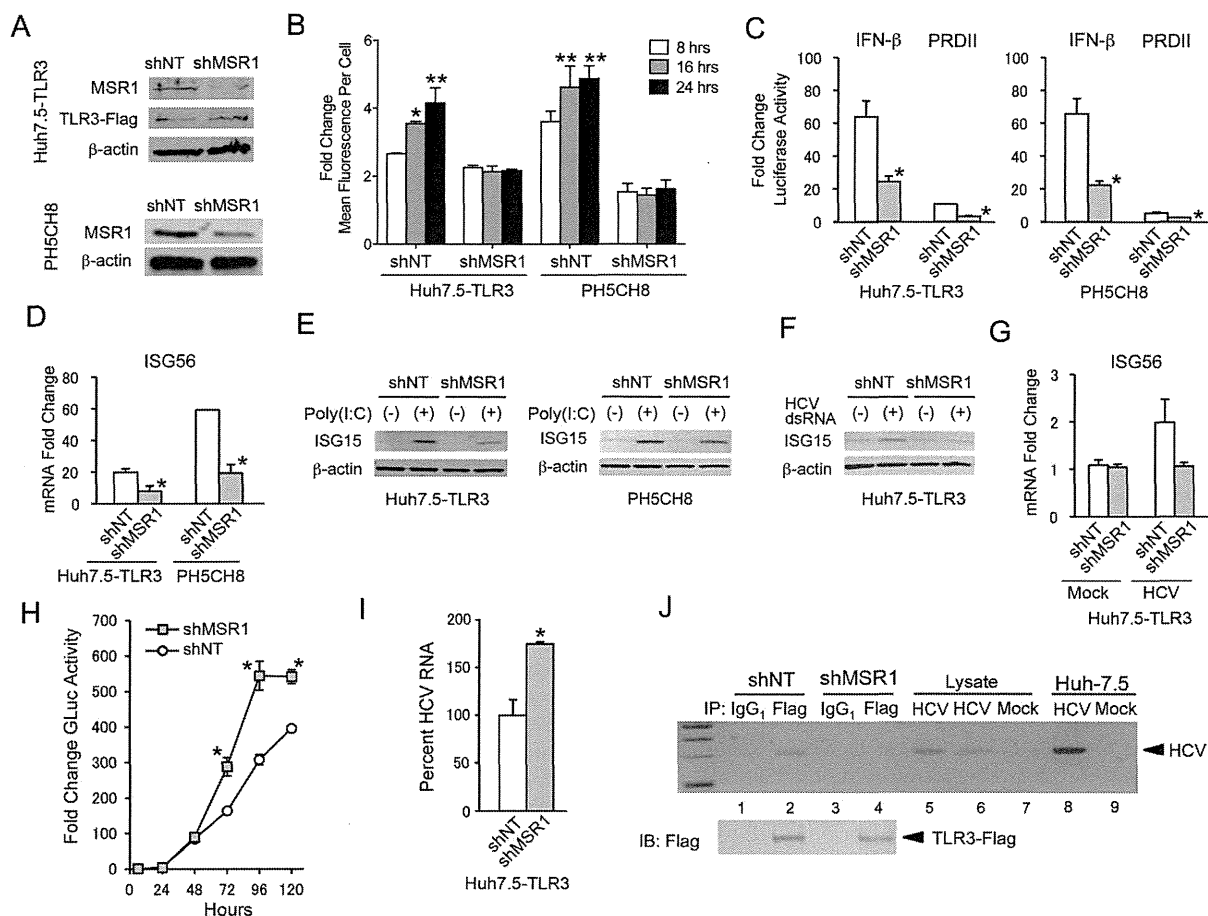 A
shNT shMSR1
MSR1
TLR3-Flag
β-actin
Huh7.5-TLR3
shNT shMSR1
MSR1
β-actin
PH5CH8
B
Fold Change
Mean Fluorescence Per Cell
6
4
2
0
* ** ** **
8 hrs
16 hrs
24 hrs
shNT shMSR1 shNT shMSR1
Huh7.5-TLR3 PH5CH8
C
IFN-β PRDII
Fold Change
Luciferase Activity
100
80
60
40
20
0
* *
shNT
shMSR1
shNT
shMSR1
Huh7.5-TLR3
IFN-β PRDII
100
80
60
40
20
0
* *
shNT
shMSR1
shNT
shMSR1
PH5CH8
D
ISG56
mRNA Fold Change
80
60
40
20
0
* *
shNT
shMSR1
shNT
shMSR1
Huh7.5-TLR3 PH5CH8
E
shNT shMSR1
Poly(I:C) (-) (+) (-) (+)
ISG15
β-actin
Huh7.5-TLR3
shNT shMSR1
Poly(I:C) (-) (+) (-) (+)
ISG15
β-actin
PH5CH8
F
shNT shMSR1
HCV
dsRNA (-) (+) (-) (+)
ISG15
β-actin
Huh7.5-TLR3
G
ISG56
mRNA Fold Change
4
3
2
1
0
shNT
shMSR1
shNT
shMSR1
Mock HCV
Huh7.5-TLR3
H
Fold Change GLuc Activity
700
600
500
400
300
200
100
0
shMSR1
shNT
* * *
0 24 48 72 96 120
Hours
I
Percent HCV RNA
200
150
100
50
0
*
shNT
shMSR1
Huh7.5-TLR3
J
shNT shMSR1 Lysate Huh-7.5
IP: IgG1 Flag IgG1 Flag HCV HCV Mock HCV Mock
HCV
1 2 3 4 5 6 7 8 9
IB: Flag
TLR3-Flag